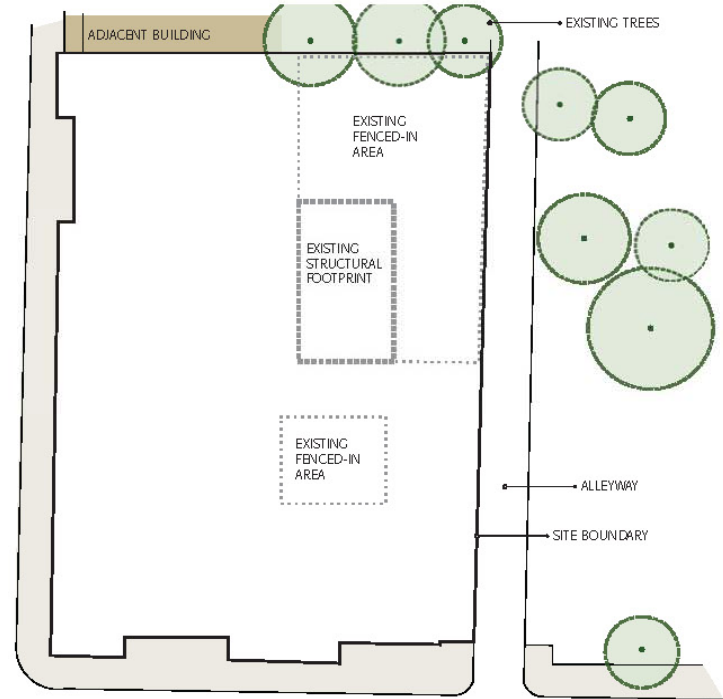 EXISTING TREES
ADJACENT BUILDING
EXISTING
FENCED-IN
AREA
EXISTING
STRUCTURAL
FOOTPRINT
EXISTING
FENCED-IN
AREA
ALLEYWAY
SITE BOUNDARY